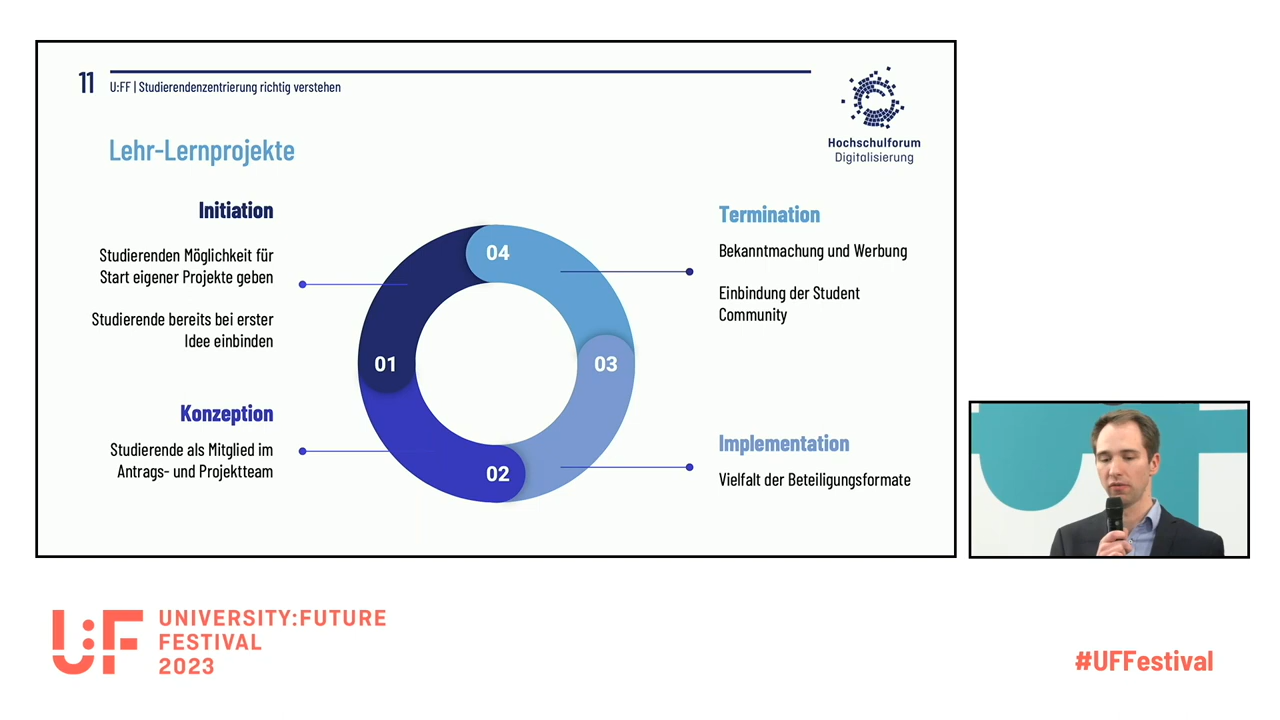 11
U:FF | Studierendenzentrierung richtig verstehen
Hochschulforum
Digitalisierung
Lehr-Lernprojekte
Initiation
Studierenden Möglichkeit für
Start eigener Projekte geben
Studierende bereits bei erster
Idee einbinden
Konzeption
Studierende als Mitglied im
Antrags- und Projektteam
04
01
03
02
Termination
Bekanntmachung und Werbung
Einbindung der Student
Community
Implementation
Vielfalt der Beteiligungsformate
U:F
UNIVERSITY:FUTURE
FESTIVAL
2023
#UFFestival